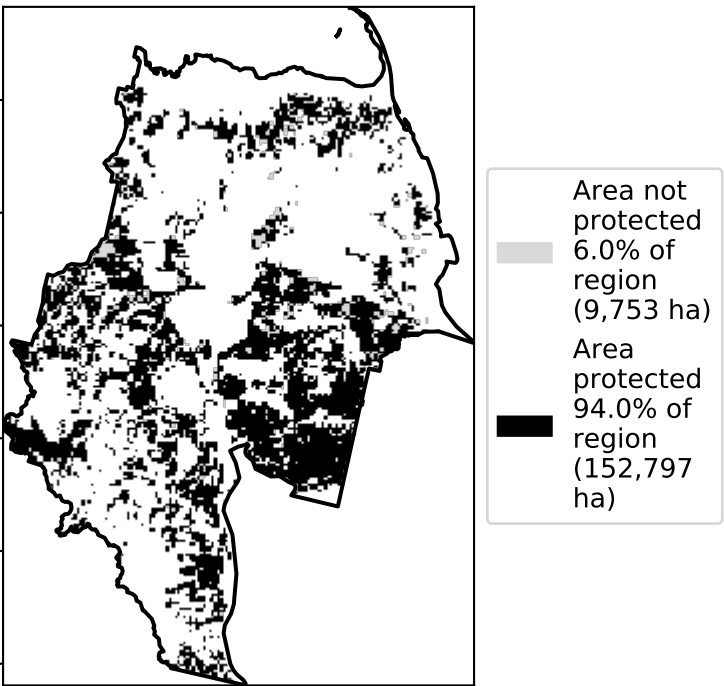 Area not
protected
6.0% of
region
(9,753 ha)
Area
protected
94.0% of
region
(152,797
ha)